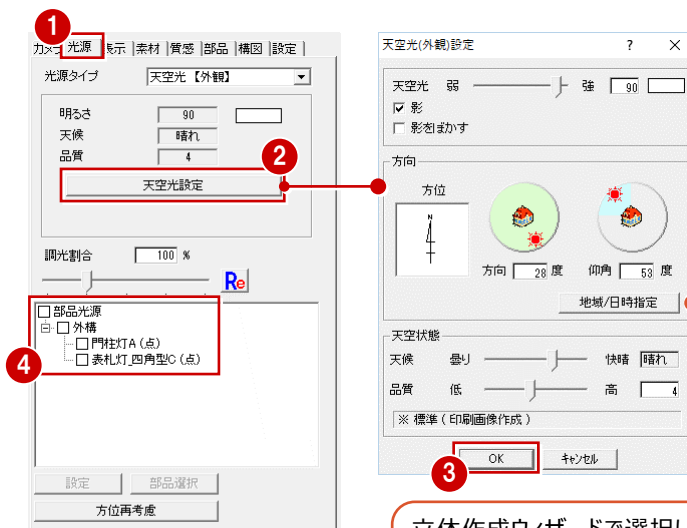 1
カメラ 光源 表示 素材 質感 部品 構図 設定
光源タイプ 天空光【外観】
明るさ 90
天候 晴れ
品質 4
2
天空光設定
調光割合 100 %
Re
部品光源
外構
門柱灯A (点)
表札灯_四角型C (点)
4
設定 部品選択
方位再考慮
天空光(外観)設定 ? ×
天空光 弱 強 90
影
影をぼかす
方向
方位
N
方向 28 度 仰角 53 度
地域/日時指定
天空状態
天候 曇り 快晴 晴れ
品質 低 高 4
※ 標準 ( 印刷画像作成 )
3
OK キャンセル
立体作成ウィザードで選択し